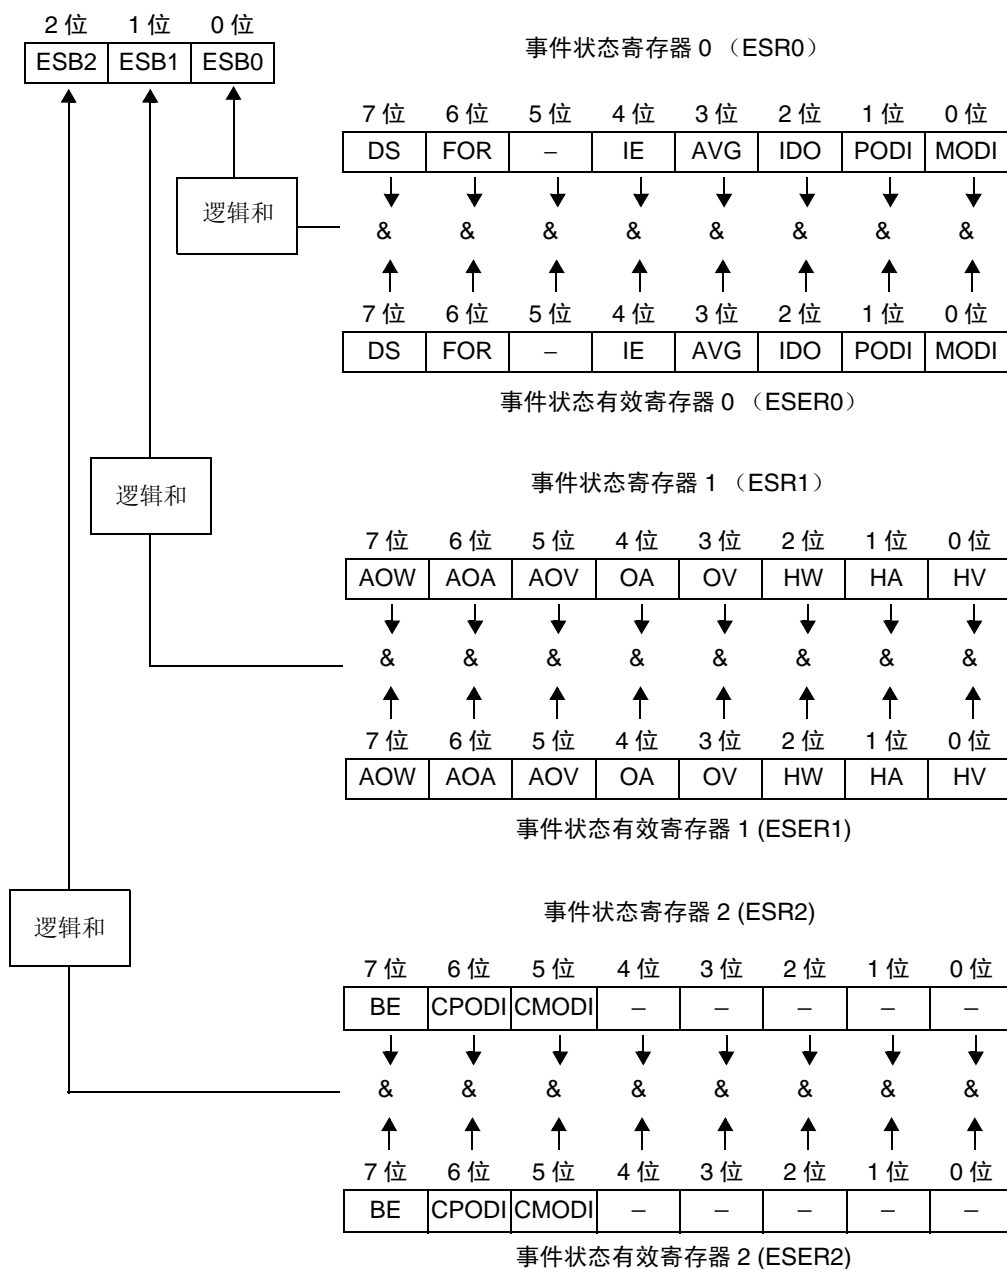 2 位 1 位 0 位
ESB2 ESB1 ESB0
事件状态寄存器 0 （ESR0）
7 位 6 位 5 位 4 位 3 位 2 位 1 位 0 位
DS FOR – IE AVG IDO PODI MODI
逻辑和
& & & & & & & &
7 位 6 位 5 位 4 位 3 位 2 位 1 位 0 位
DS FOR – IE AVG IDO PODI MODI
事件状态有效寄存器 0 （ESER0）
逻辑和
事件状态寄存器 1 （ESR1）
7 位 6 位 5 位 4 位 3 位 2 位 1 位 0 位
AOW AOA AOV OA OV HW HA HV
& & & & & & & &
7 位 6 位 5 位 4 位 3 位 2 位 1 位 0 位
AOW AOA AOV OA OV HW HA HV
事件状态有效寄存器 1 (ESER1)
逻辑和
事件状态寄存器 2 (ESR2)
7 位 6 位 5 位 4 位 3 位 2 位 1 位 0 位
BE CPODI CMODI – – – – –
& & & & & & & &
7 位 6 位 5 位 4 位 3 位 2 位 1 位 0 位
BE CPODI CMODI – – – – –
事件状态有效寄存器 2 (ESER2)